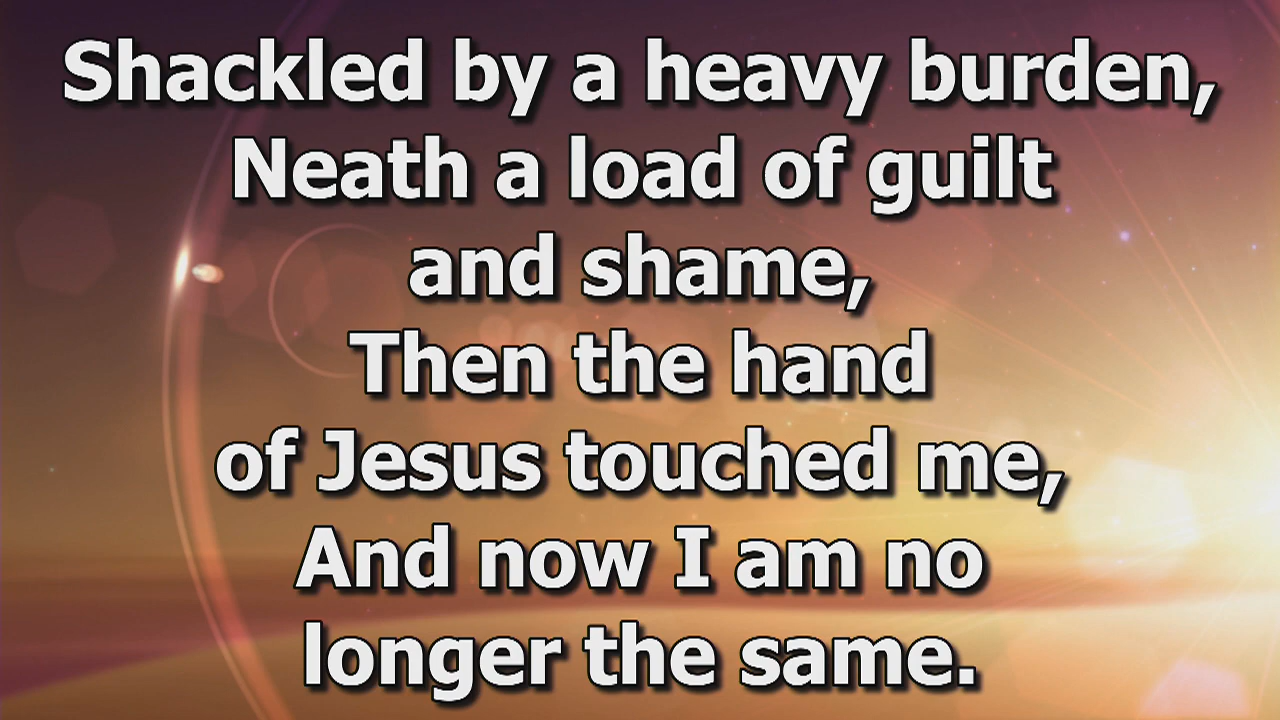 Shackled by a heavy burden,
Neath a load of guilt
and shame,
Then the hand
of Jesus touched me,
And now I am no
longer the same.